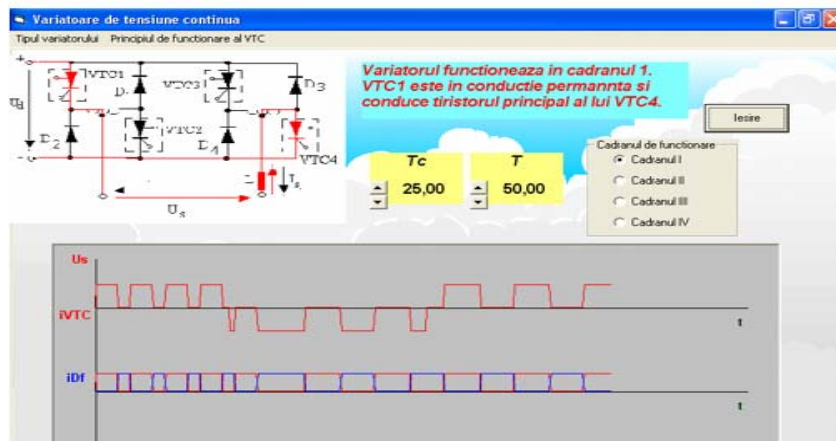 Variatoare de tensiune continua
Tipul variatorului Principiul de functionare al VTC
VTC1
VTC3
D3
Ud
D2
VTC2
D4
VTC4
Us
Is
Variatorul functioneaza in cadranul 1.
VTC1 este in conductie permannta si
conduce tiristorul principal al lui VTC4.
Iesire
Tc
25,00
T
50,00
Cadranul de functionare
Cadranul I
Cadranul II
Cadranul III
Cadranul IV
Us
iVTC
t
iDf
t